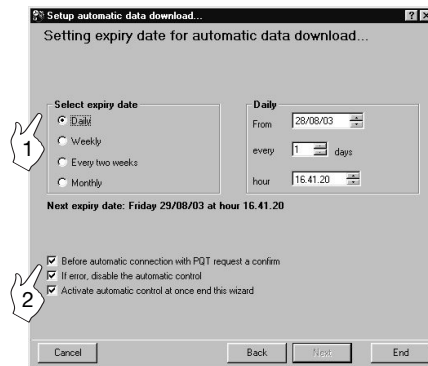 Setup automatic data download...
Setting expiry date for automatic data download...
Select expiry date
Daily
Weekly
Every two weeks
Monthly
Daily
From 28/08/03
every 1 days
hour 16.41.20
Next expiry date: Friday 29/08/03 at hour 16.41.20
1
Before automatic connection with PQT request a confirm
If error, disable the automatic control
Activate automatic control at once end this wizard
2
Cancel Back Next End